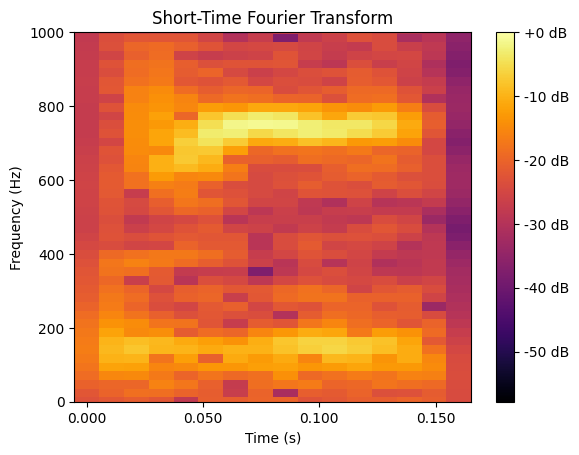 Short-Time Fourier Transform
1000
800
600
400
200
0
Frequency (Hz)
0.000
0.050
0.100
0.150
Time (s)
+0 dB
-10 dB
-20 dB
-30 dB
-40 dB
-50 dB